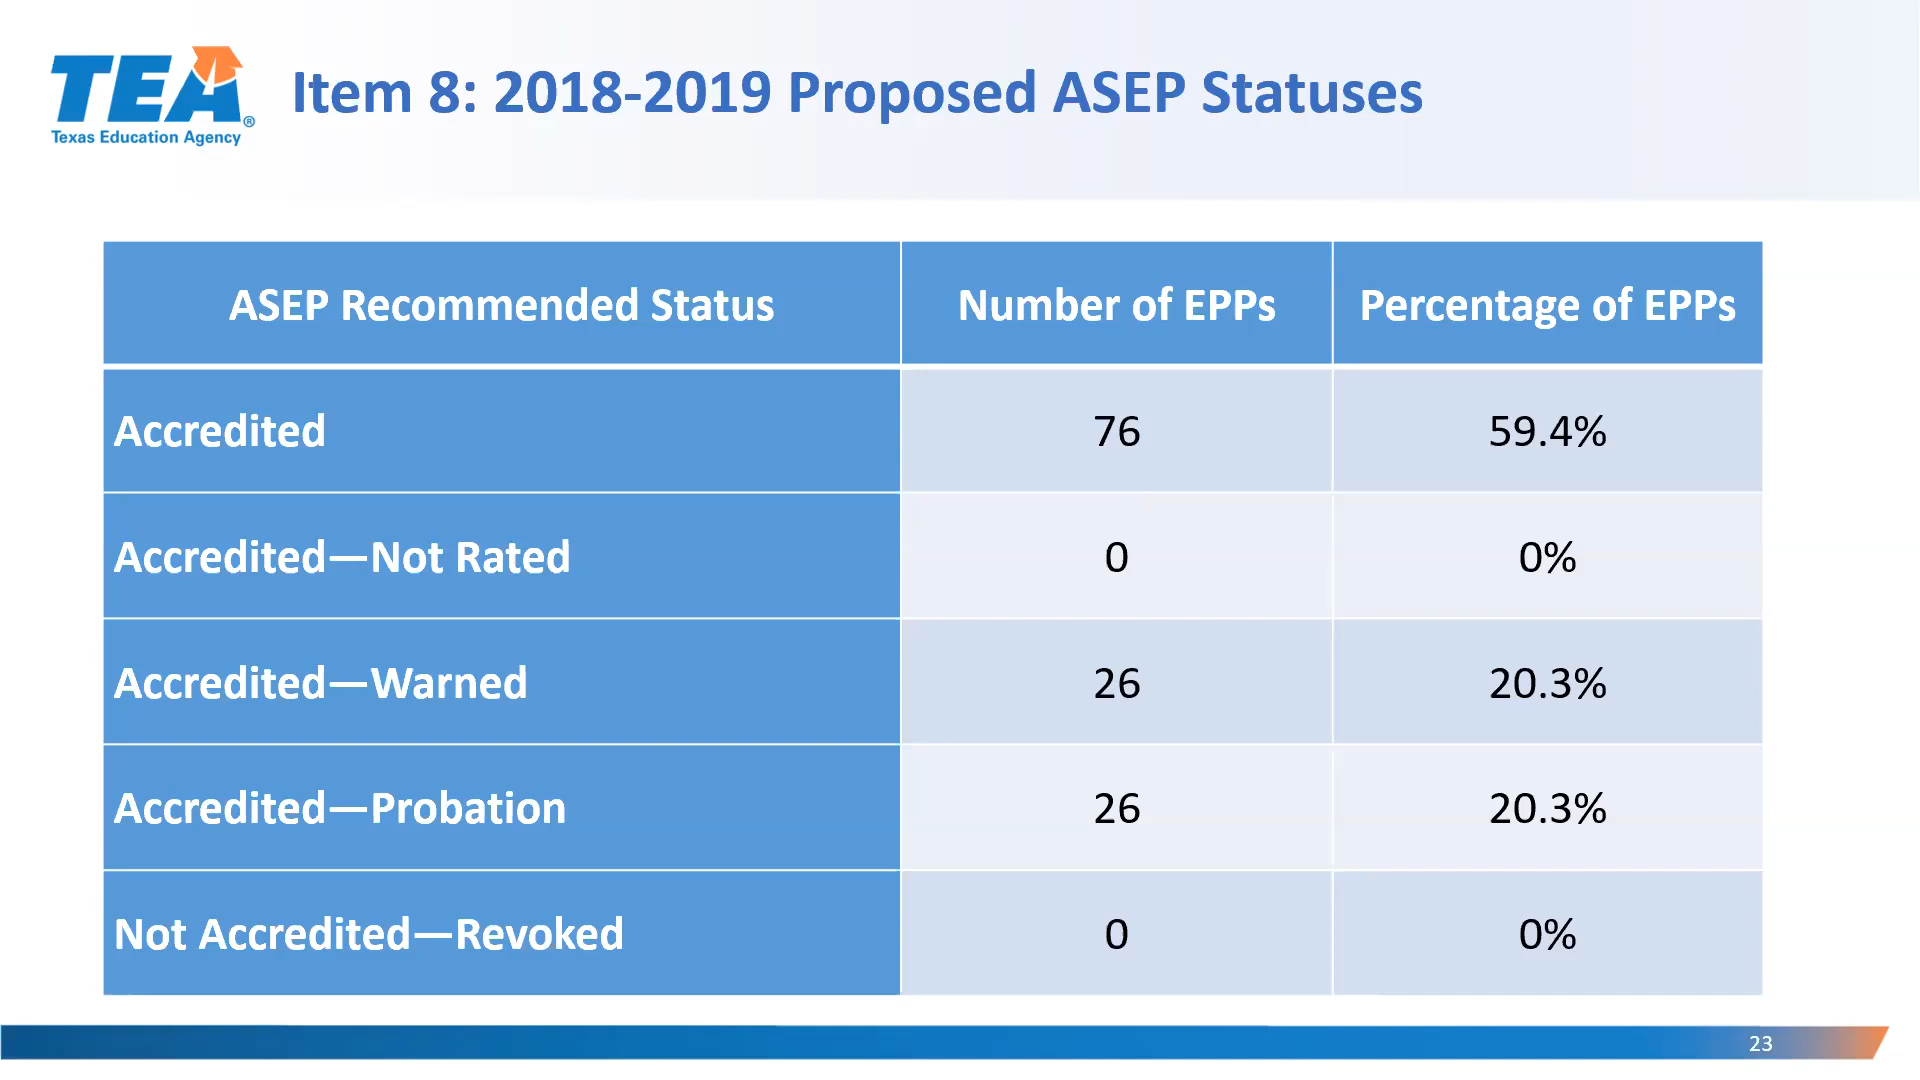 TEA®
Texas Education Agency
Item 8: 2018-2019 Proposed ASEP Statuses
ASEP Recommended Status Number of EPPs Percentage of EPPs
Accredited 76 59.4%
Accredited—Not Rated 0 0%
Accredited—Warned 26 20.3%
Accredited—Probation 26 20.3%
Not Accredited—Revoked 0 0%
23